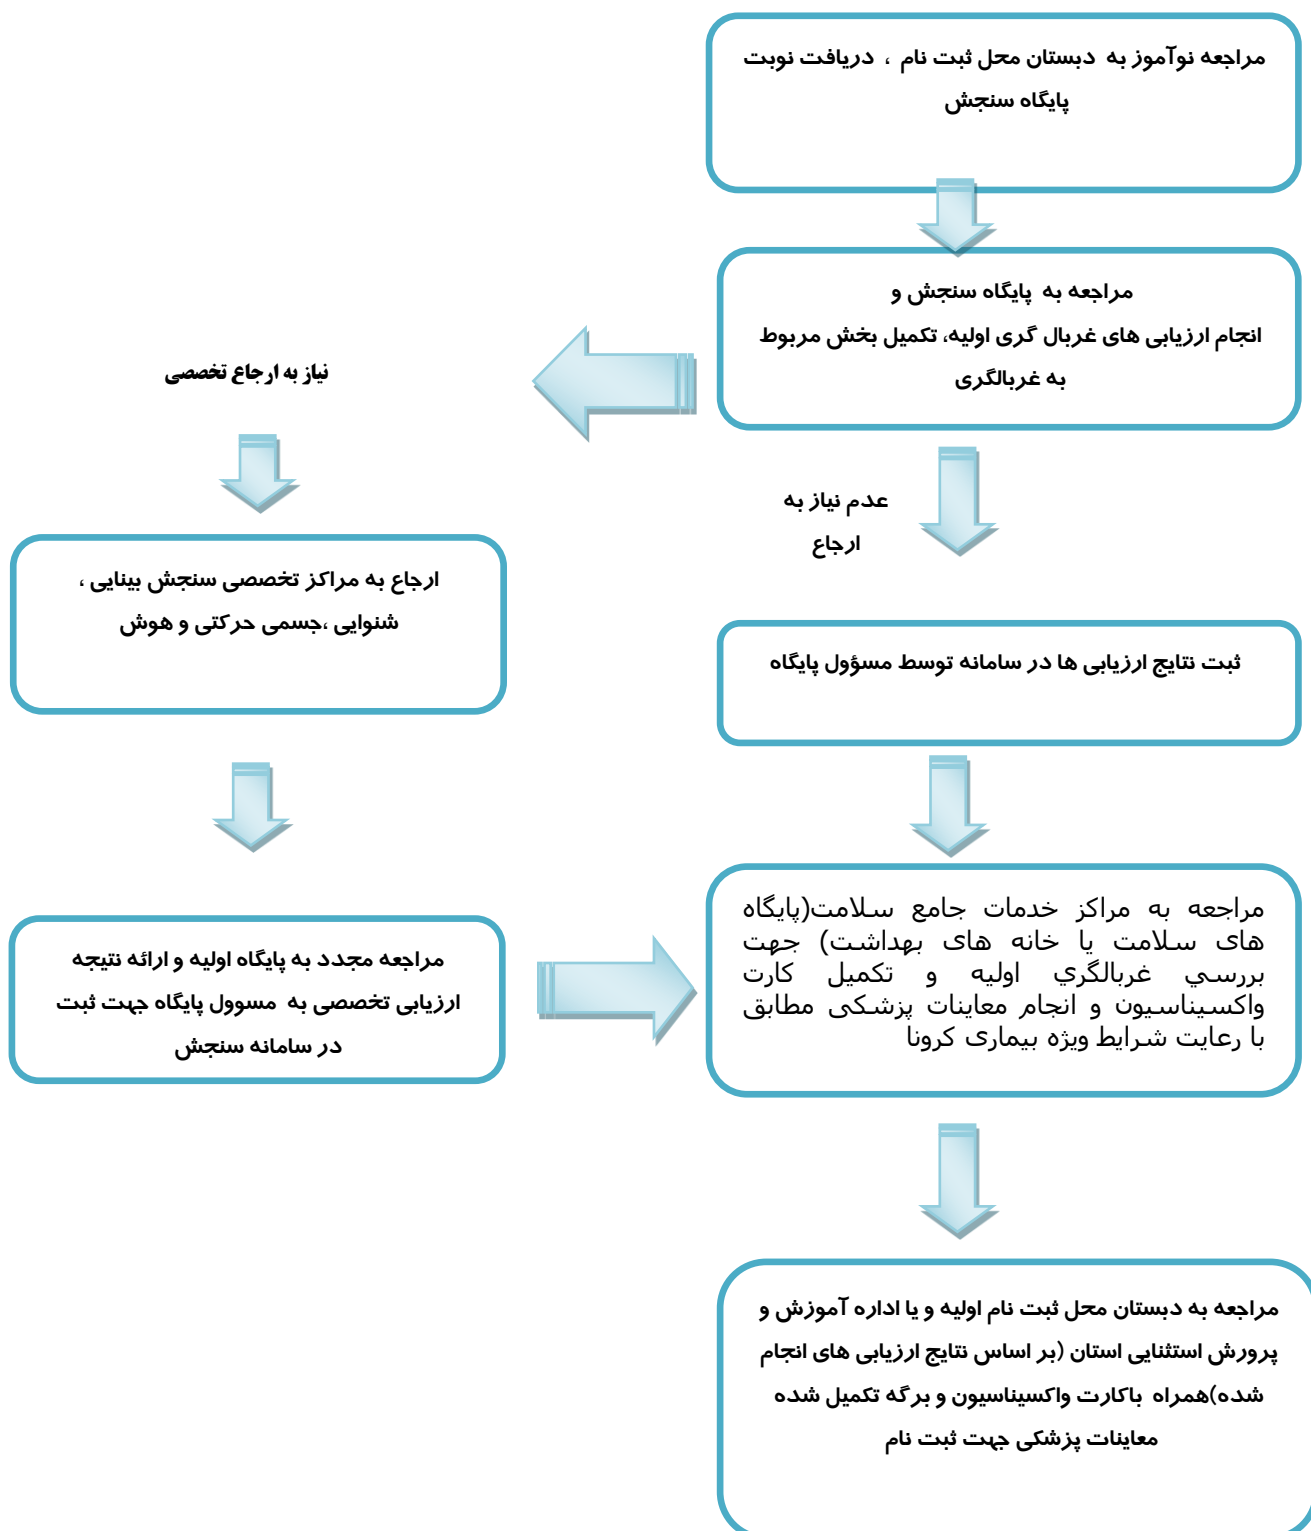 مراجعه نوآموز به دبستان محل ثبت نام ، دریافت نوبت
پایگاه سنجش
مراجعه به پایگاه سنجش و
انجام ارزیابی های غربال گری اولیه، تکمیل بخش مربوط
به غربالگری
نیاز به ارجاع تخصصی
عدم نیاز به
ارجاع
ارجاع به مراکز تخصصی سنجش بینایی ،
شنوایی ،جسمی حرکتی و هوش
ثبت نتایج ارزیابی ها در سامانه توسط مسؤول پایگاه
مراجعه مجدد به پایگاه اولیه و ارائه نتیجه
ارزیابی تخصصی به مسوول پایگاه جهت ثبت
در سامانه سنجش
مراجعه به مراکز خدمات جامع سلامت(پایگاه
های سلامت یا خانه های بهداشت) جهت
بررسي غربالگري اولیه و تکمیل کارت
واکسیناسیون و انجام معاینات پزشکی مطابق
با رعایت شرایط ویژه بیماری کرونا
مراجعه به دبستان محل ثبت نام اولیه و یا اداره آموزش و
پرورش استثنایی استان (بر اساس نتایج ارزیابی های انجام
شده)همراه باکارت واکسیناسیون و برگه تکمیل شده
معاینات پزشکی جهت ثبت نام